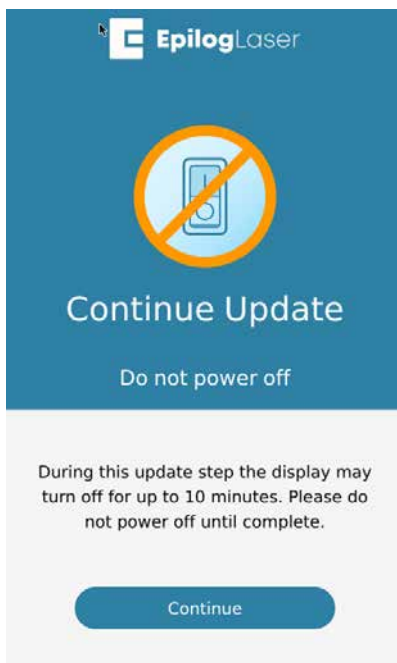 EpilogLaser
Continue Update
Do not power off
During this update step the display may
turn off for up to 10 minutes. Please do
not power off until complete.
Continue